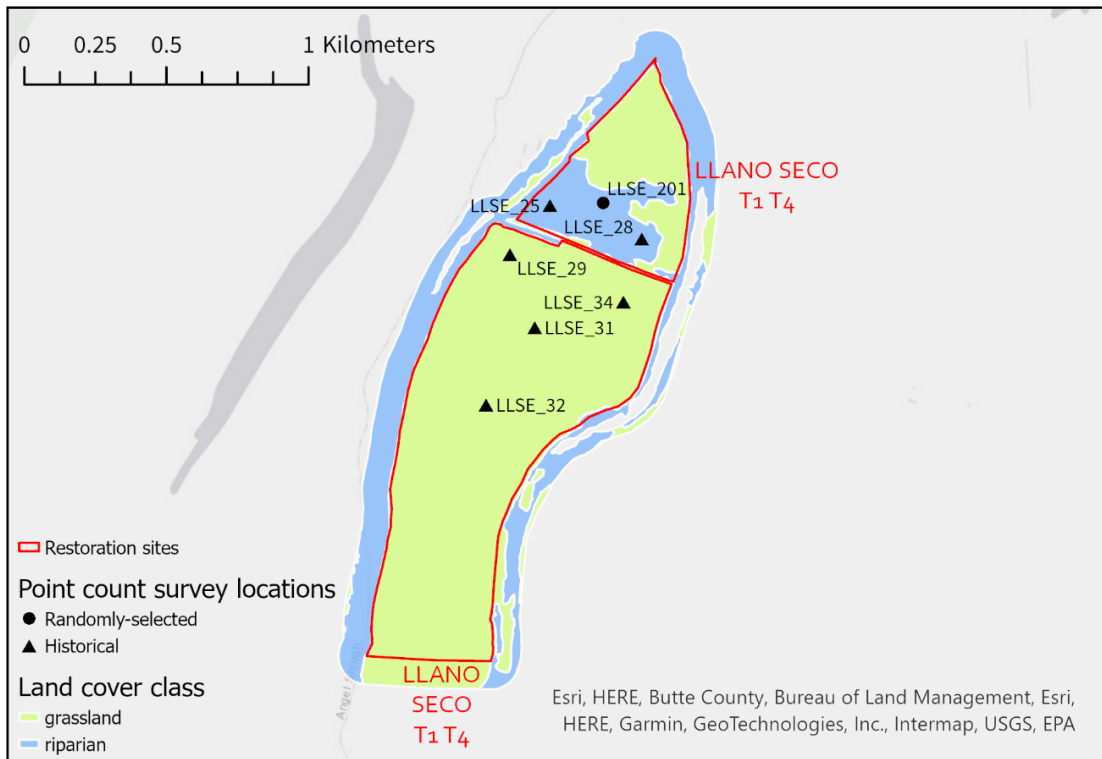 0 0.25 0.5 1 Kilometers
LLANO SECO
T1 T4
LLSE_201
LLSE_25
LLSE_28
LLSE_29
LLSE_34
LLSE_31
LLSE_32
Restoration sites
Point count survey locations
Randomly-selected
Historical
Land cover class
grassland
riparian
Angel Slough
LLANO
SECO
T1 T4
Esri, HERE, Butte County, Bureau of Land Management, Esri,
HERE, Garmin, GeoTechnologies, Inc., Intermap, USGS, EPA